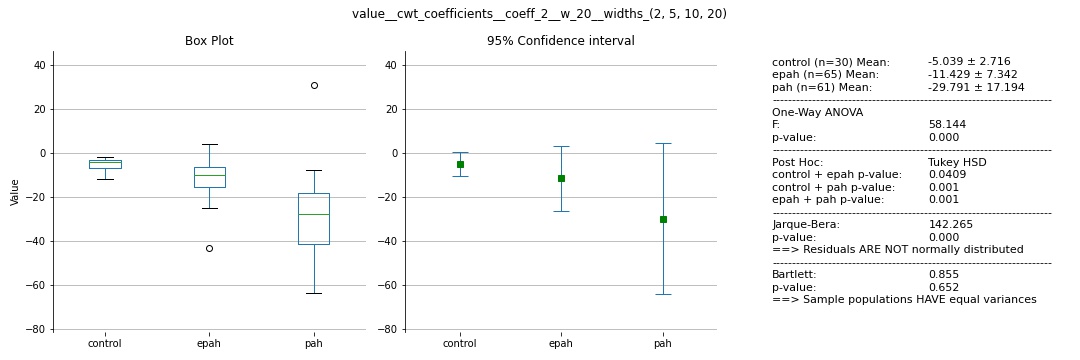 value__cwt_coefficients__coeff_2__w_20__widths_(2, 5, 10, 20)
Box Plot
Value
40
20
0
−20
−40
−60
−80
control
epah
pah
95% Confidence interval
40
20
0
−20
−40
−60
−80
control
epah
pah
control (n=30) Mean: -5.039 ± 2.716
epah (n=65) Mean: -11.429 ± 7.342
pah (n=61) Mean: -29.791 ± 17.194
One-Way ANOVA
F: 58.144
p-value: 0.000
Post Hoc: Tukey HSD
control + epah p-value: 0.0409
control + pah p-value: 0.001
epah + pah p-value: 0.001
Jarque-Bera: 142.265
p-value: 0.000
==> Residuals ARE NOT normally distributed
Bartlett: 0.855
p-value: 0.652
==> Sample populations HAVE equal variances